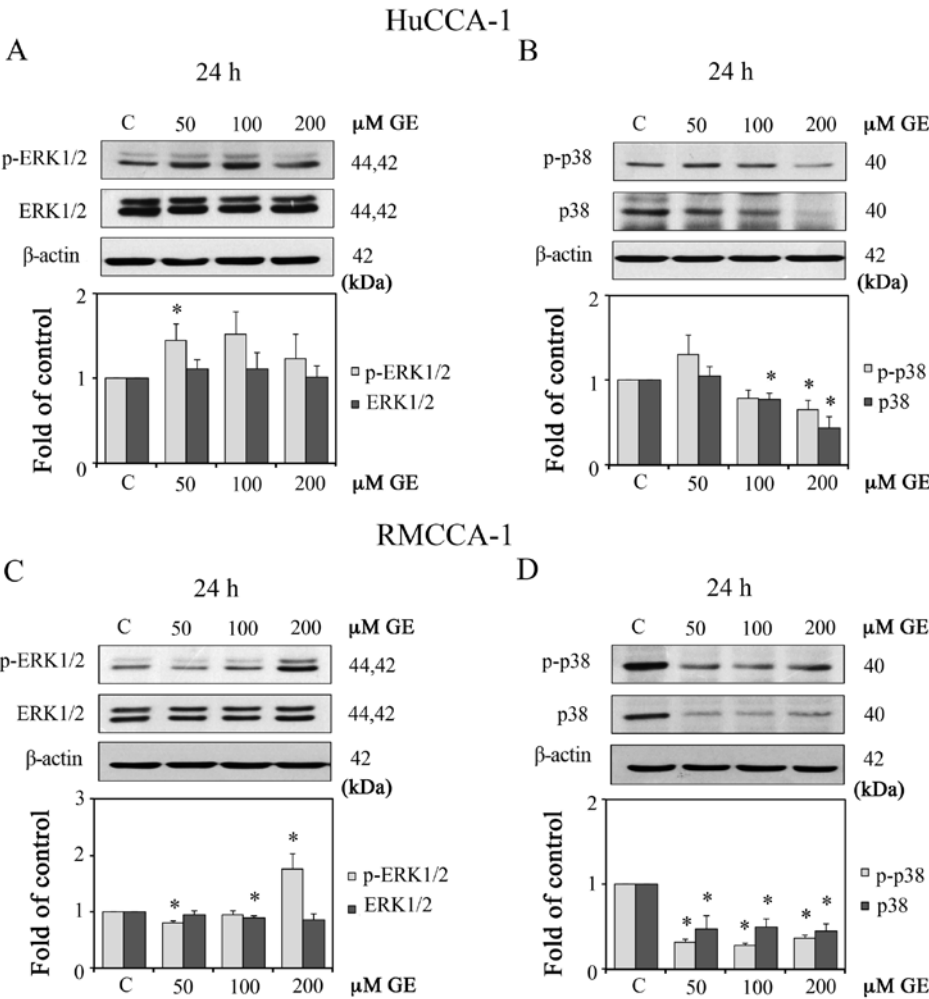 HuCCA-1
A
24 h
C 50 100 200 μM GE
p-ERK1/2 44,42
ERK1/2 44,42
β-actin 42
(kDa)
Fold of control
2
1
0
*
p-ERK1/2
ERK1/2
C 50 100 200 μM GE
B
24 h
C 50 100 200 μM GE
p-p38 40
p38 40
β-actin 42
(kDa)
Fold of control
2
1
0
* * *
p-p38
p38
C 50 100 200 μM GE
RMCCA-1
C
24 h
C 50 100 200 μM GE
p-ERK1/2 44,42
ERK1/2 44,42
β-actin 42
(kDa)
Fold of control
3
2
1
0
* * *
p-ERK1/2
ERK1/2
C 50 100 200 μM GE
D
24 h
C 50 100 200 μM GE
p-p38 40
p38 40
β-actin 42
(kDa)
Fold of control
2
1
0
* * * * * *
p-p38
p38
C 50 100 200 μM GE